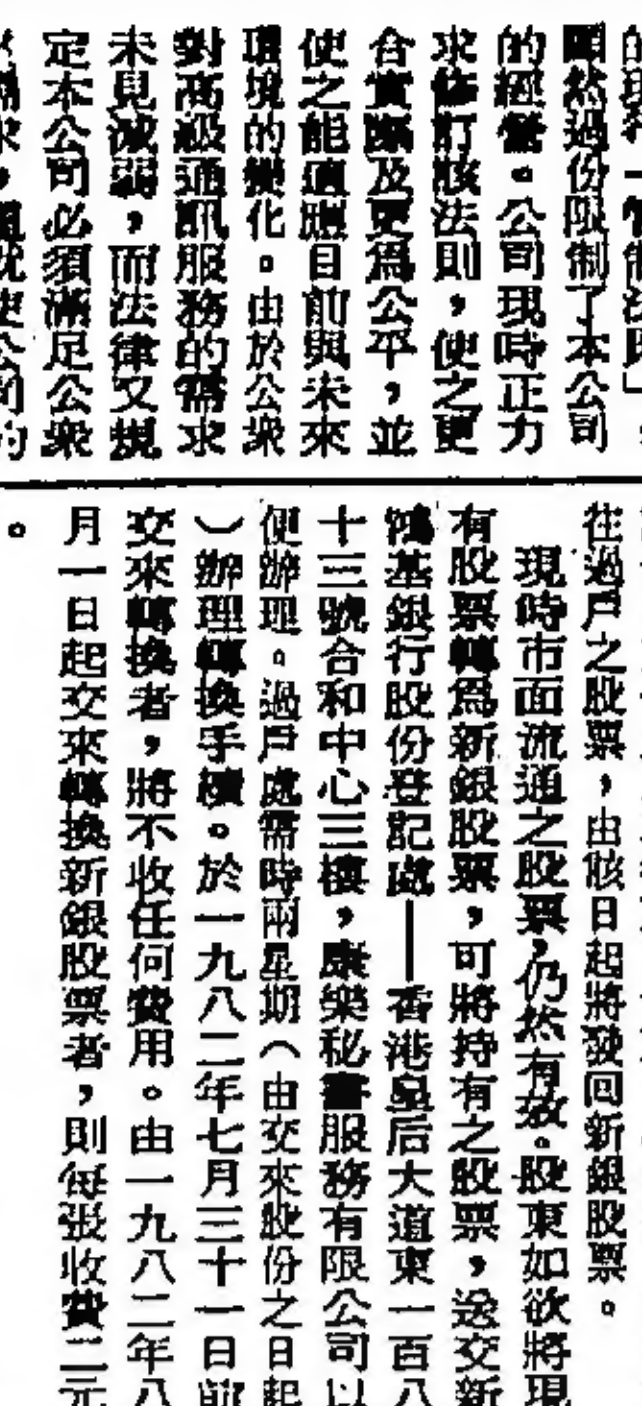 顯然過份限制了本公司
的經營。公司現時正力
求修訂該法則，使之更
合實際及更爲公平，並
使之能適應目前與未來
環境的變化。由於公衆
對高級通訊服務的需求
未見減弱，而法律又規
定本公司必須滿足公衆
往過戶之股票，由該日起將發回新銀股票。
現時市面流通之股票，仍然有效。股東如欲將現
有股票轉爲新銀股票，可將持有之股票，送交新
鴻基銀行股份登記處——香港皇后大道東一百八
十三號合和中心三樓，康樂秘書服務有限公司以
便辦理。過戶處需時兩星期（由交來股份之日起
）辦理轉換手續。於一九八二年七月三十一日前
交來轉換者，將不收任何費用。由一九八二年八
月一日起交來轉換新銀股票者，則每張收費二元
。